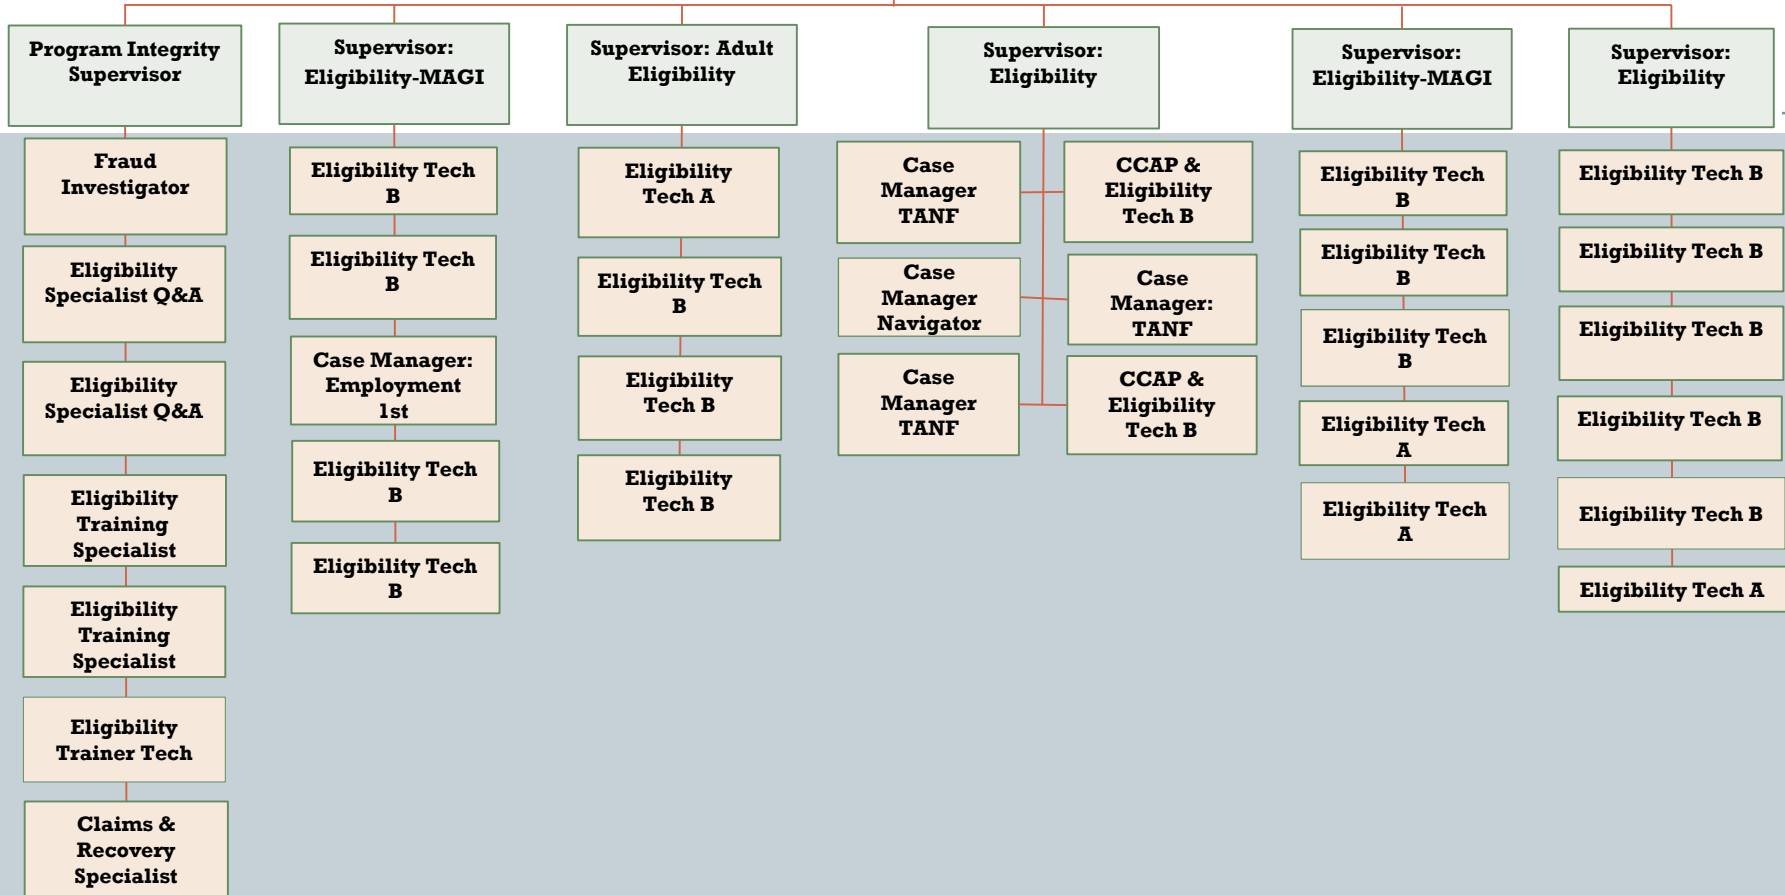 Program Integrity
Supervisor
Supervisor:
Eligibility-MAGI
Supervisor: Adult
Eligibility
Supervisor:
Eligibility
Supervisor:
Eligibility-MAGI
Supervisor:
Eligibility
Fraud
Investigator
Eligibility
Specialist Q&A
Eligibility
Specialist Q&A
Eligibility
Training
Specialist
Eligibility
Training
Specialist
Eligibility
Trainer Tech
Claims &
Recovery
Specialist
Eligibility Tech
B
Eligibility Tech
B
Case Manager:
Employment
1st
Eligibility Tech
B
Eligibility Tech
B
Eligibility
Tech A
Eligibility Tech
B
Eligibility
Tech B
Eligibility
Tech B
Case
Manager
TANF
CCAP &
Eligibility
Tech B
Case
Manager
Navigator
Case
Manager:
TANF
Case
Manager
TANF
CCAP &
Eligibility
Tech B
Eligibility Tech
B
Eligibility Tech
B
Eligibility Tech
B
Eligibility Tech
A
Eligibility Tech
A
Eligibility Tech B
Eligibility Tech B
Eligibility Tech B
Eligibility Tech B
Eligibility Tech B
Eligibility Tech A